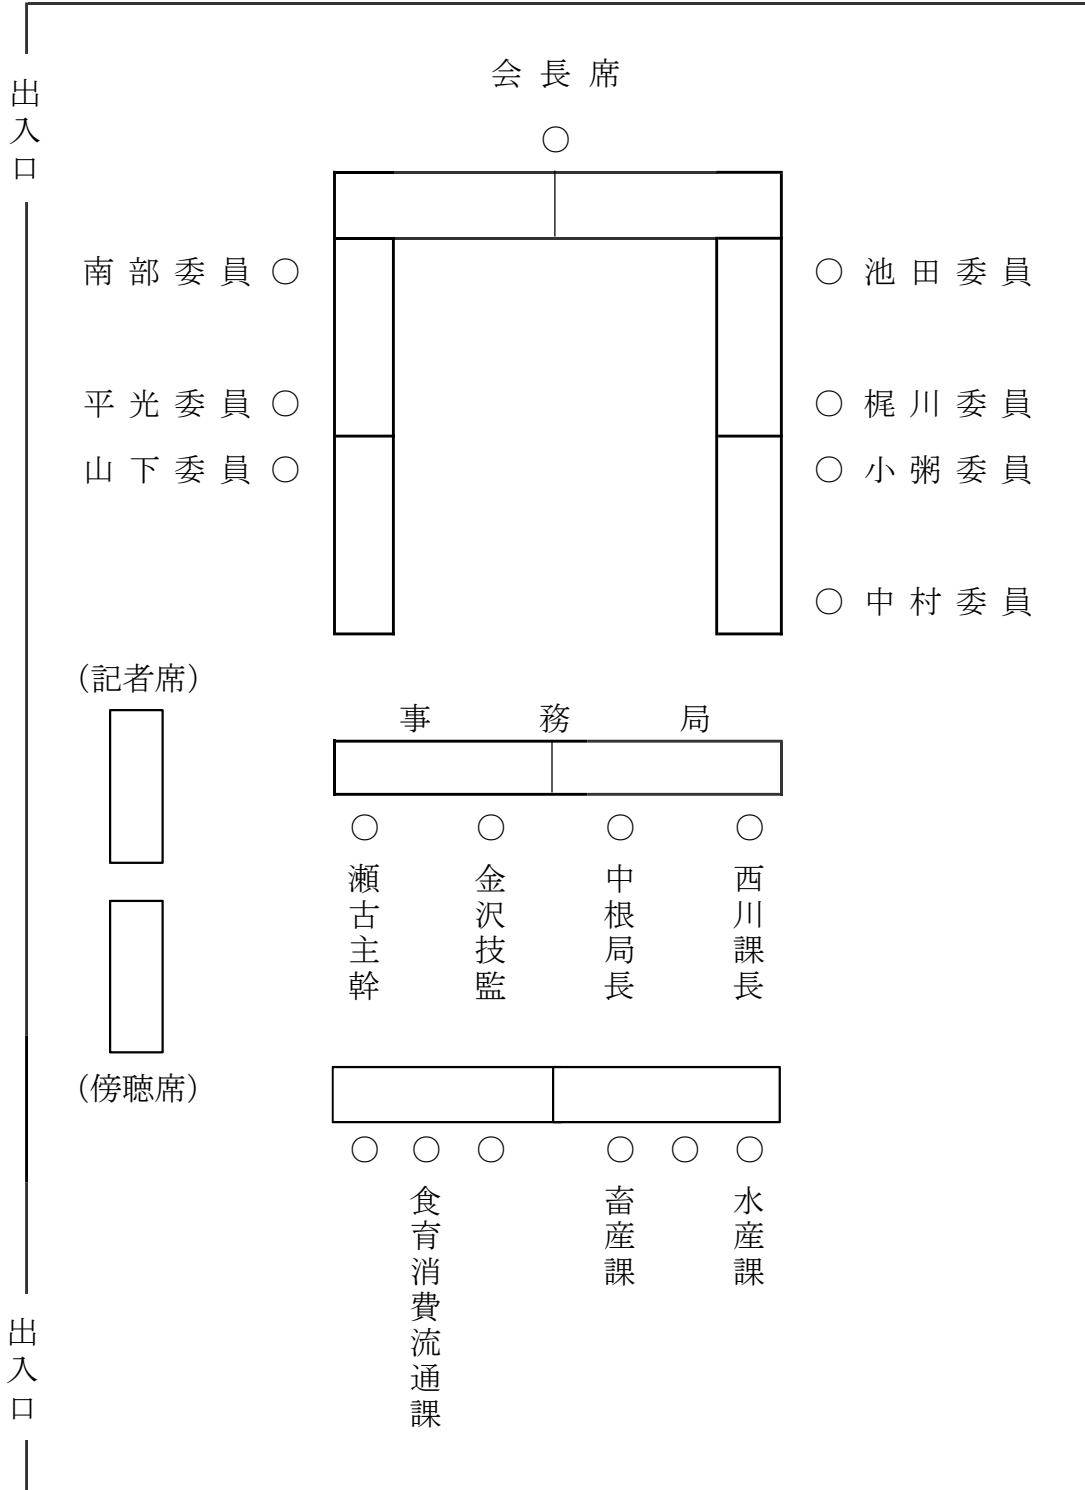 出入口
会長席
○
南部委員○
○池田委員
平光委員○
○梶川委員
山下委員○
○小粥委員
○中村委員
(記者席)
事務局
○ ○ ○ ○
瀬古主幹
金沢技監
中根局長
西川課長
(傍聴席)
○ ○ ○ ○ ○ ○
食育消費流通課
畜産課
水産課
出入口